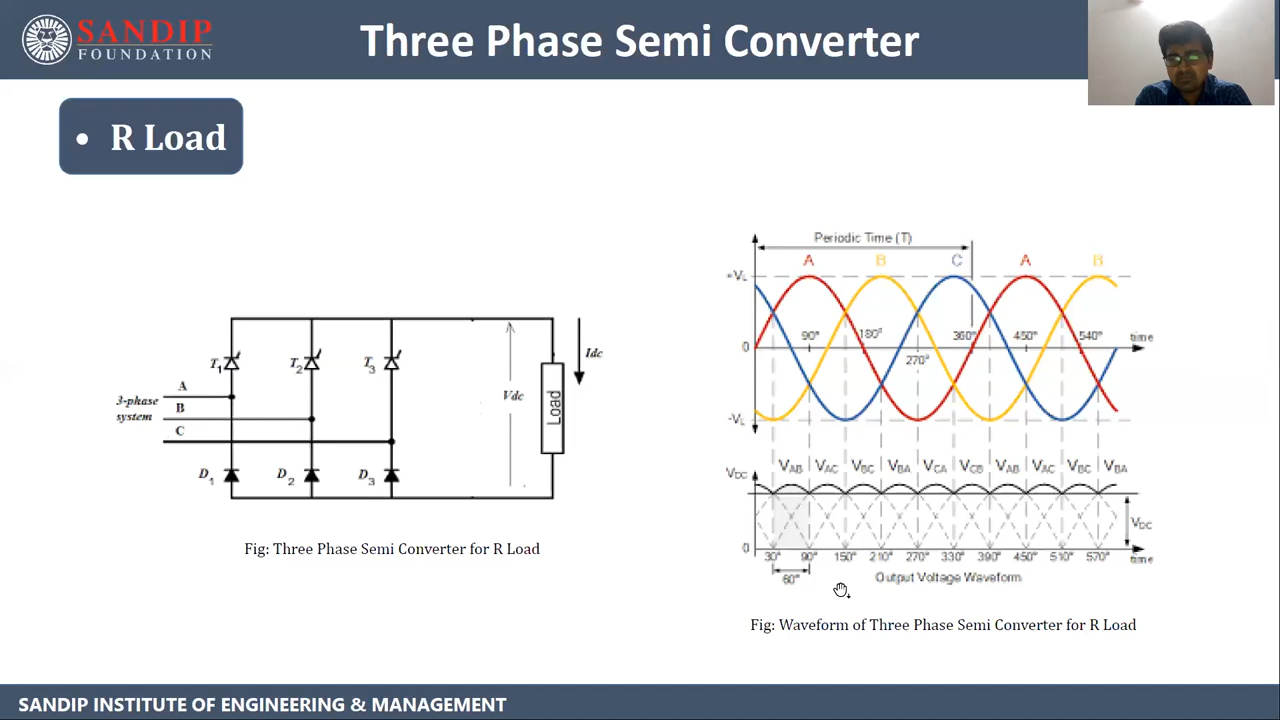 SANDIP
FOUNDATION
Three Phase Semi Converter
• R Load
Periodic Time (T)
A B C A B
+VL
90° 180° 360° 450° 540° time
0
270°
-VL
T1 T2 T3
Idc
A
3-phase
system
B
C
Vdc
Load
D1 D2 D3
Fig: Three Phase Semi Converter for R Load
VAB VAC VBC VBA VCA VCB VAB VAC VBC VBA
VDC
VDC
0
30° 90° 150° 210° 270° 330° 390° 450° 510° 570° time
60°
Output Voltage Waveform
Fig: Waveform of Three Phase Semi Converter for R Load
SANDIP INSTITUTE OF ENGINEERING & MANAGEMENT